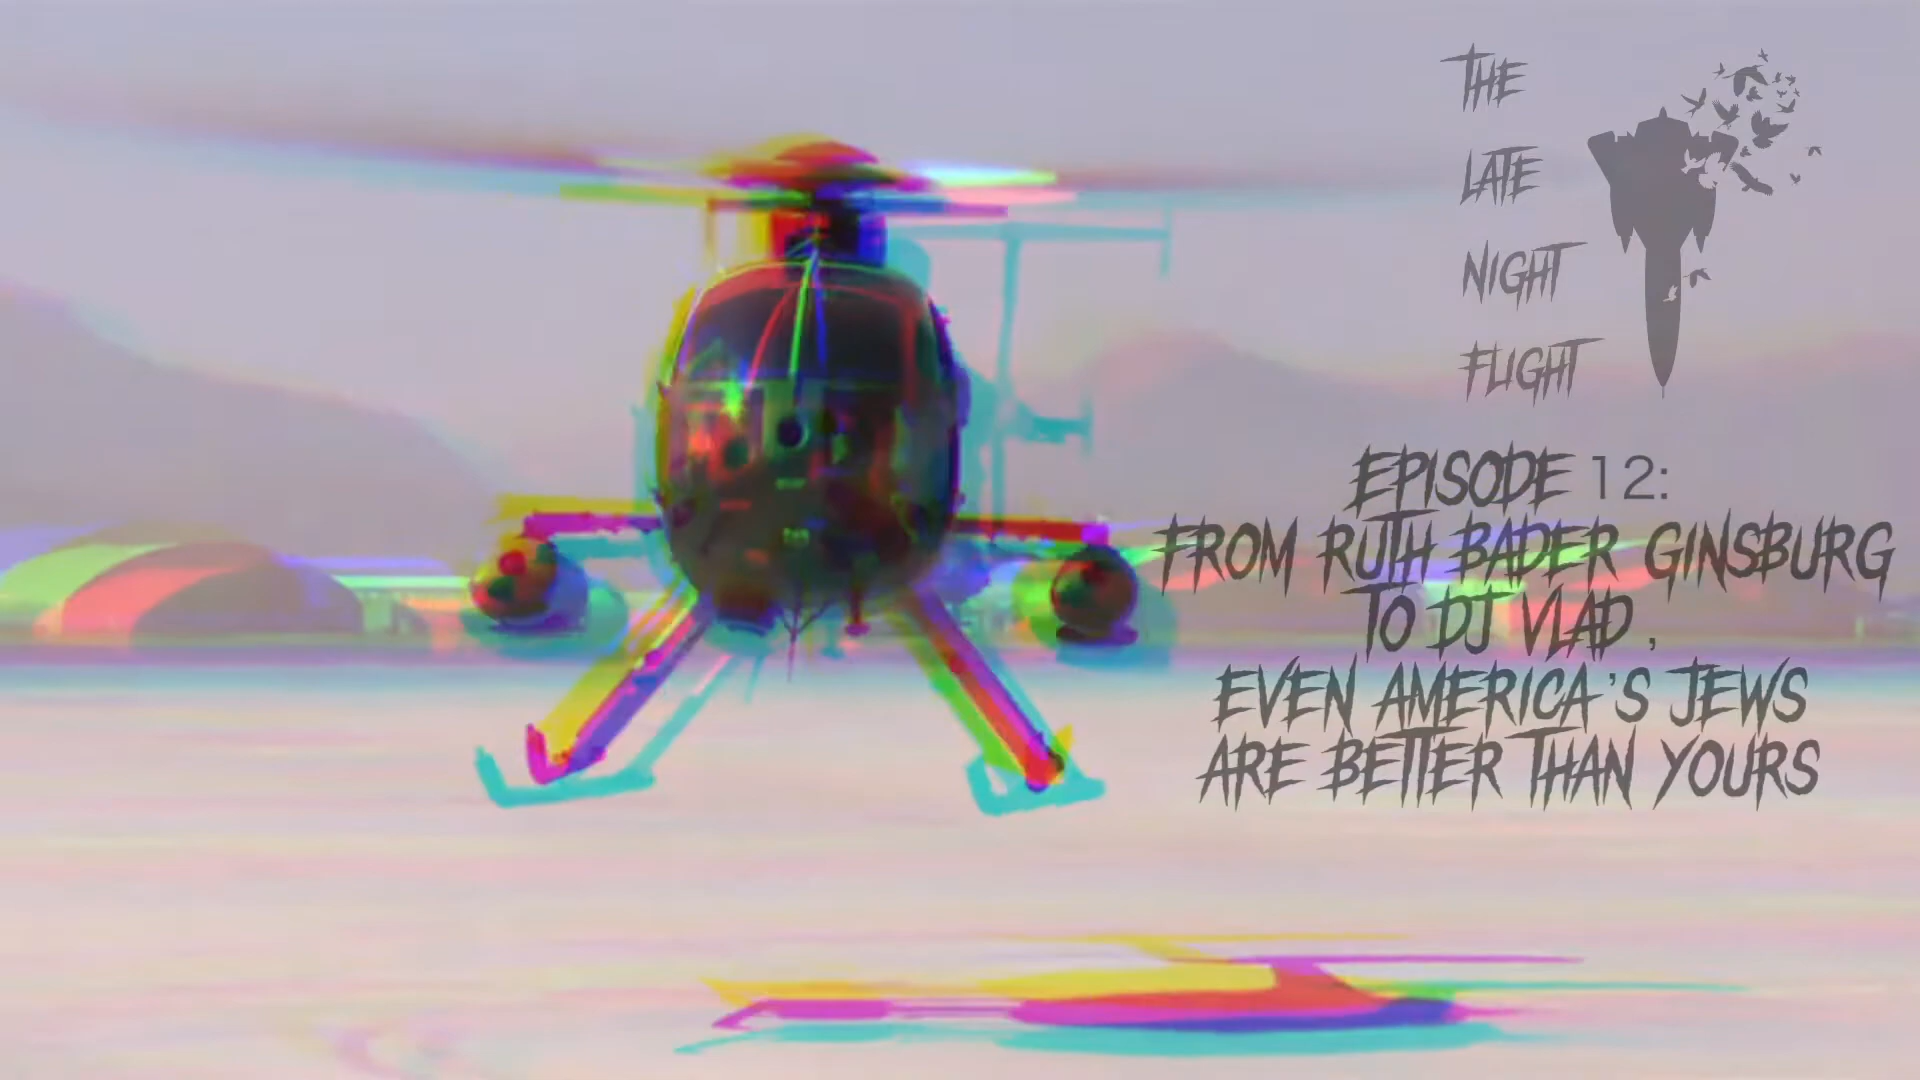 THE
LATE
NIGHT
FLIGHT
EPISODE 12:
FROM RUTH BADER GINSBURG
TO DJ VLAD,
EVEN AMERICA'S JEWS
ARE BETTER THAN YOURS